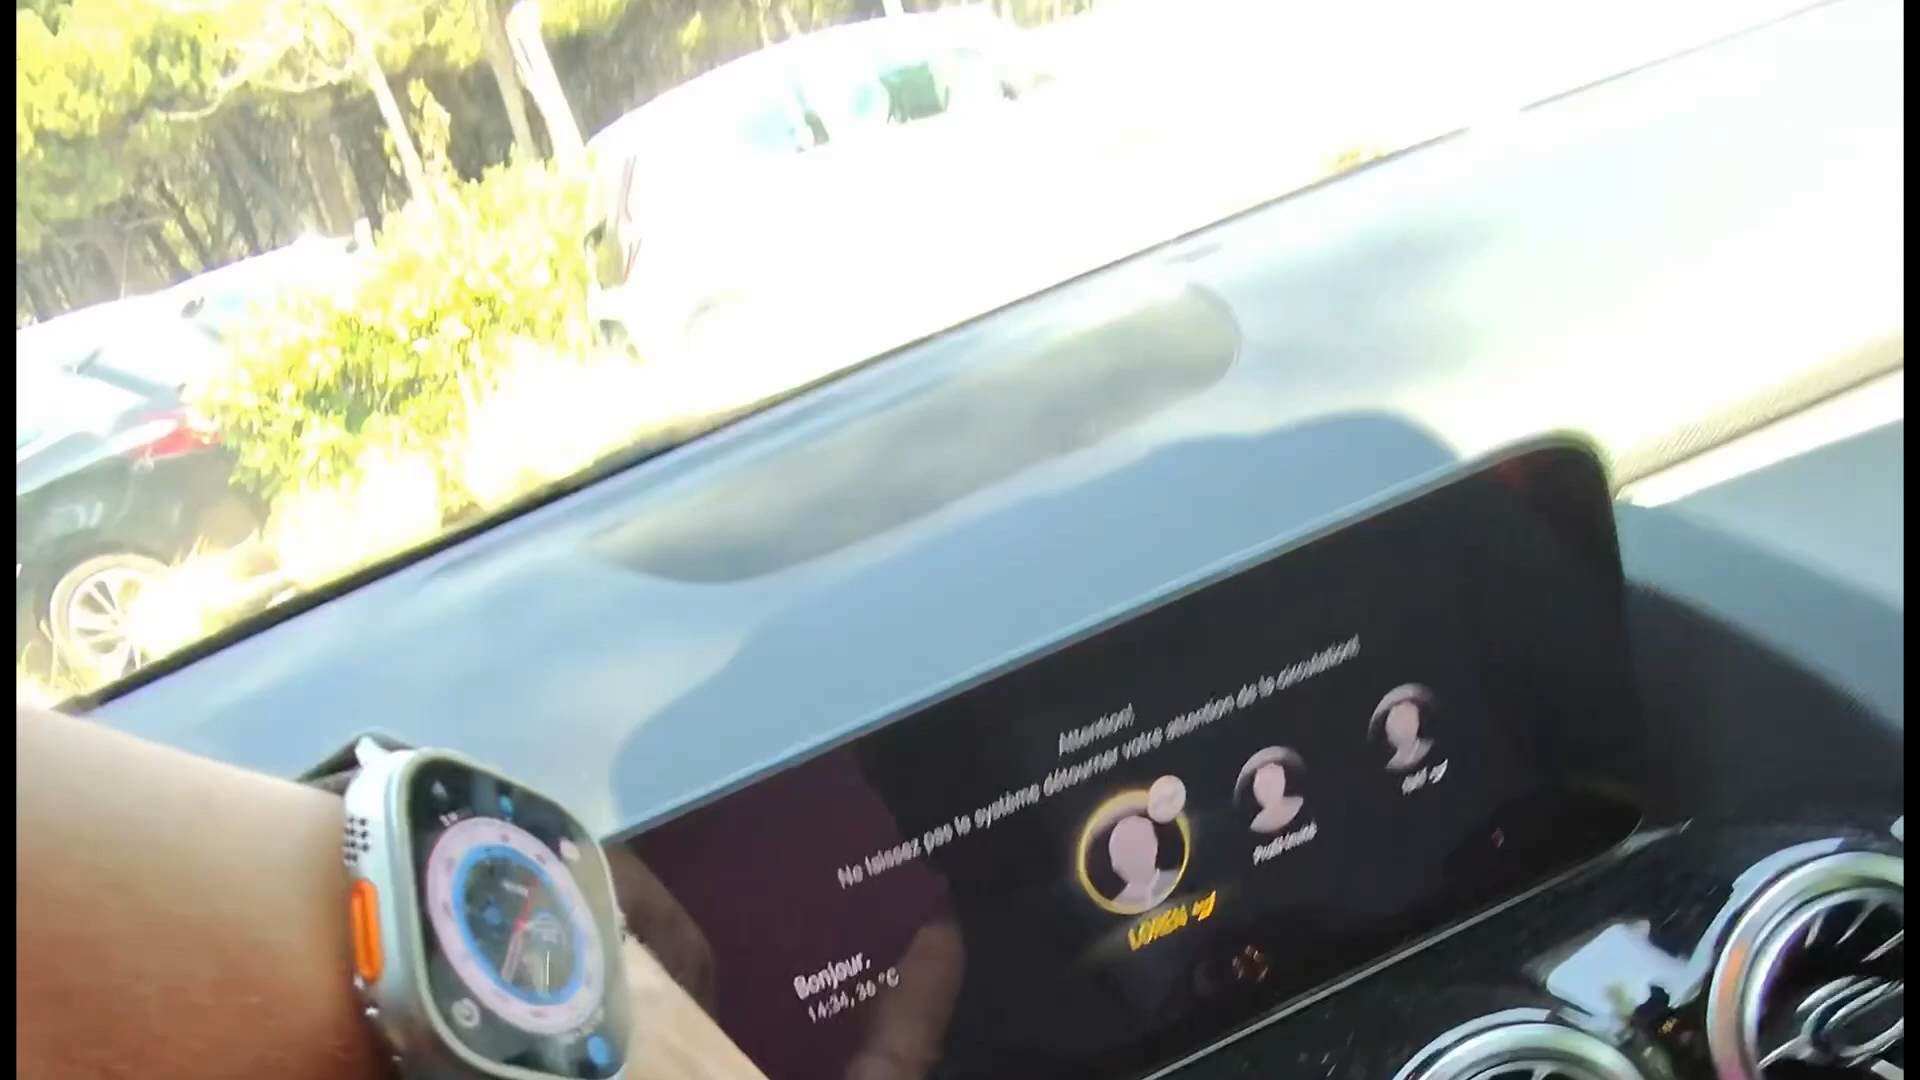 Attention!
Ne laissez pas le système détourner votre attention de la circulation!
Bonjour,
14:34, 36 °C